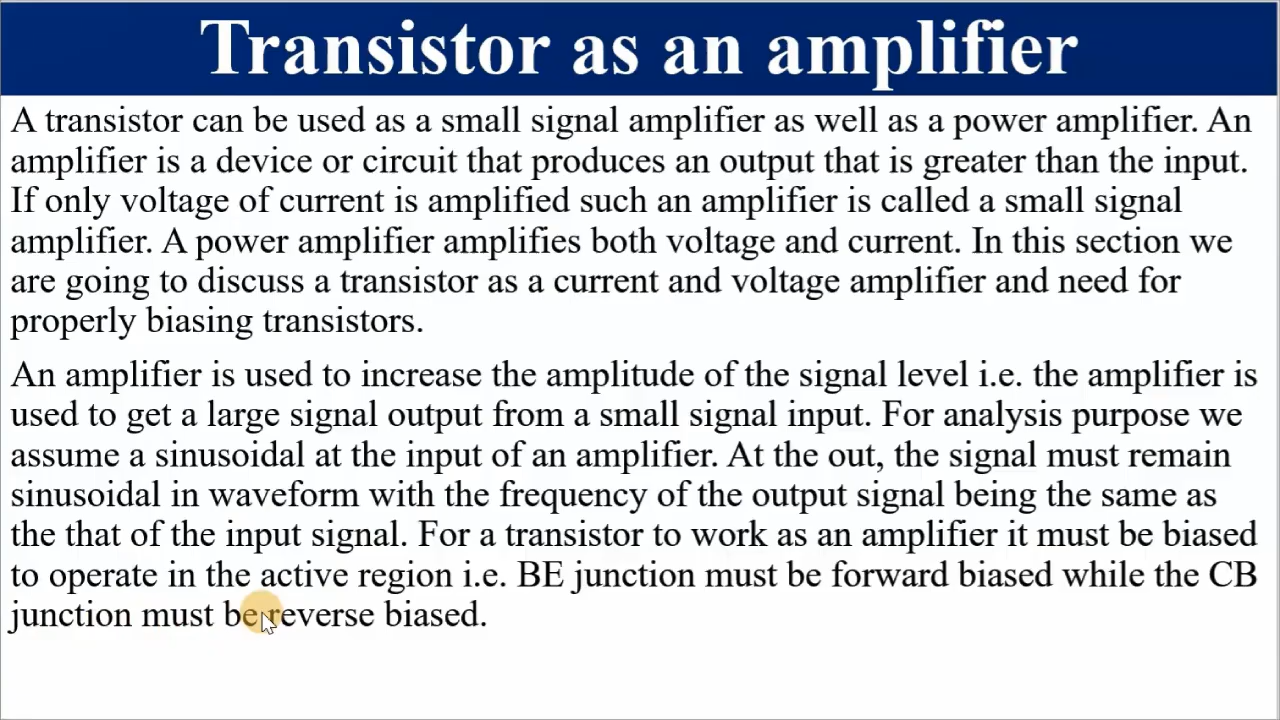 Transistor as an amplifier
A transistor can be used as a small signal amplifier as well as a power amplifier. An
amplifier is a device or circuit that produces an output that is greater than the input.
If only voltage of current is amplified such an amplifier is called a small signal
amplifier. A power amplifier amplifies both voltage and current. In this section we
are going to discuss a transistor as a current and voltage amplifier and need for
properly biasing transistors.
An amplifier is used to increase the amplitude of the signal level i.e. the amplifier is
used to get a large signal output from a small signal input. For analysis purpose we
assume a sinusoidal at the input of an amplifier. At the out, the signal must remain
sinusoidal in waveform with the frequency of the output signal being the same as
the that of the input signal. For a transistor to work as an amplifier it must be biased
to operate in the active region i.e. BE junction must be forward biased while the CB
junction must be reverse biased.